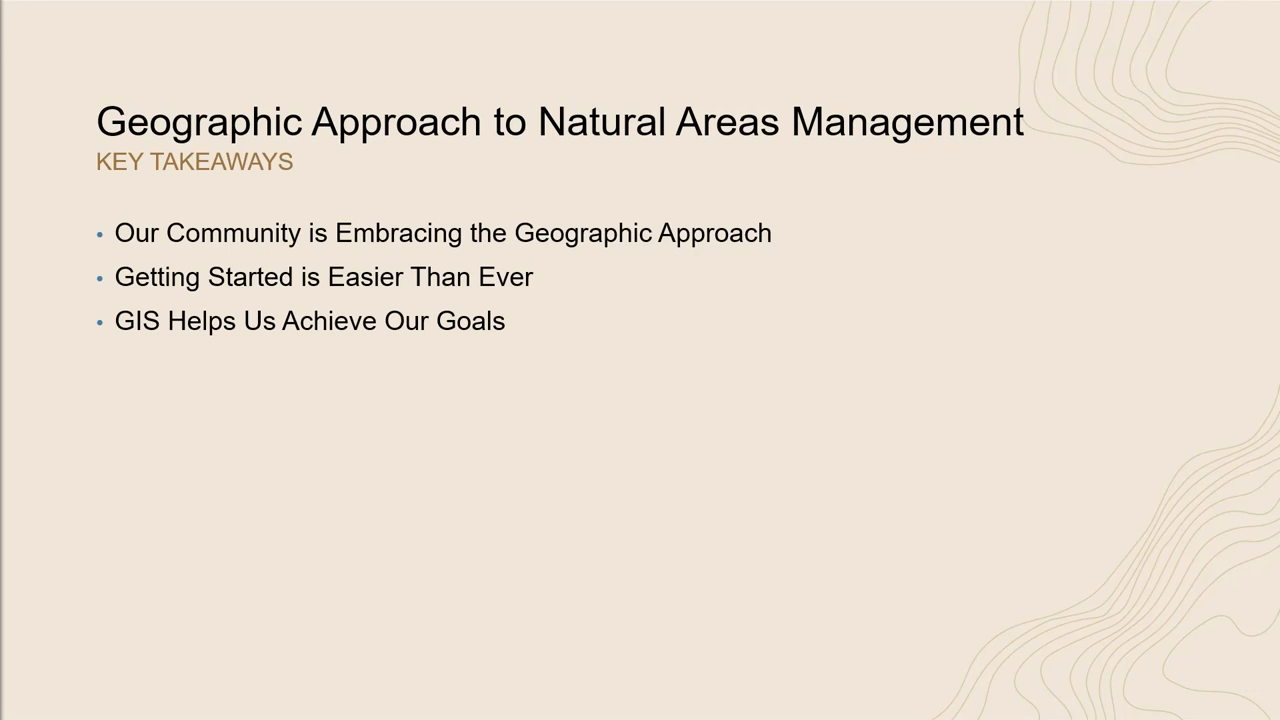 Geographic Approach to Natural Areas Management
KEY TAKEAWAYS
• Our Community is Embracing the Geographic Approach
• Getting Started is Easier Than Ever
• GIS Helps Us Achieve Our Goals